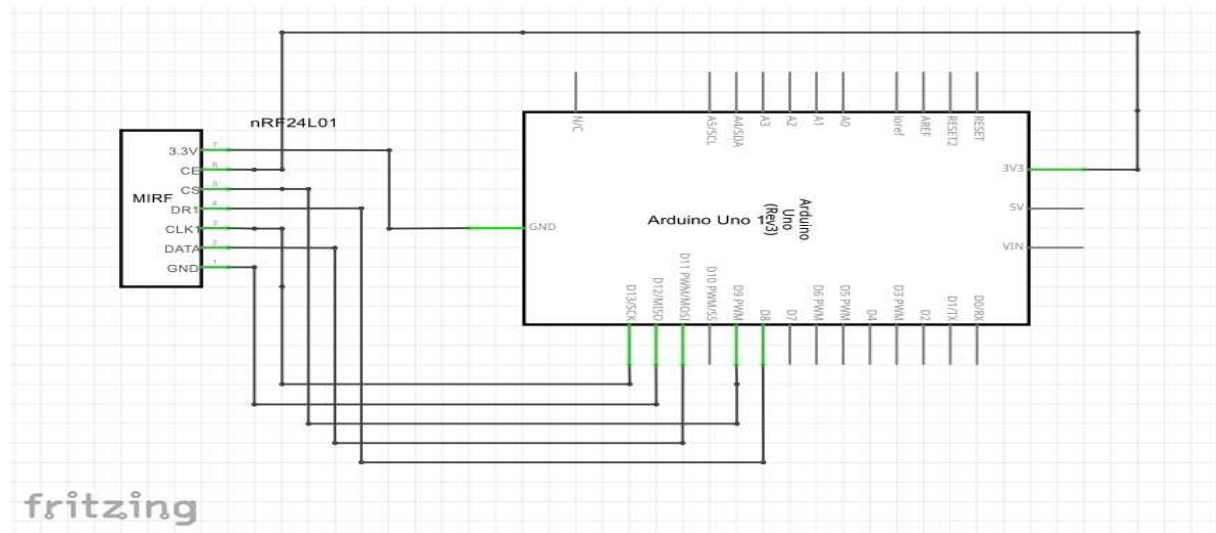 nRF24L01
MIRF
3.3V 7
CE 6
CS 5
DR1 4
CLK1 3
DATA 2
GND 1
N/C
A5/SCL
A4/SDA
A3
A2
A1
A0
ioref
AREF
RESET2
RESET
3V3
5V
VIN
GND
Arduino Uno 1
Arduino
Uno
(Rev3)
D13/SCK
D12/MISO
D11 PWM/MOSI
D10 PWM/SS
D9 PWM
D8
D7
D6 PWM
D5 PWM
D4
D3 PWM
D2
D1/TX
D0/RX
fritzing